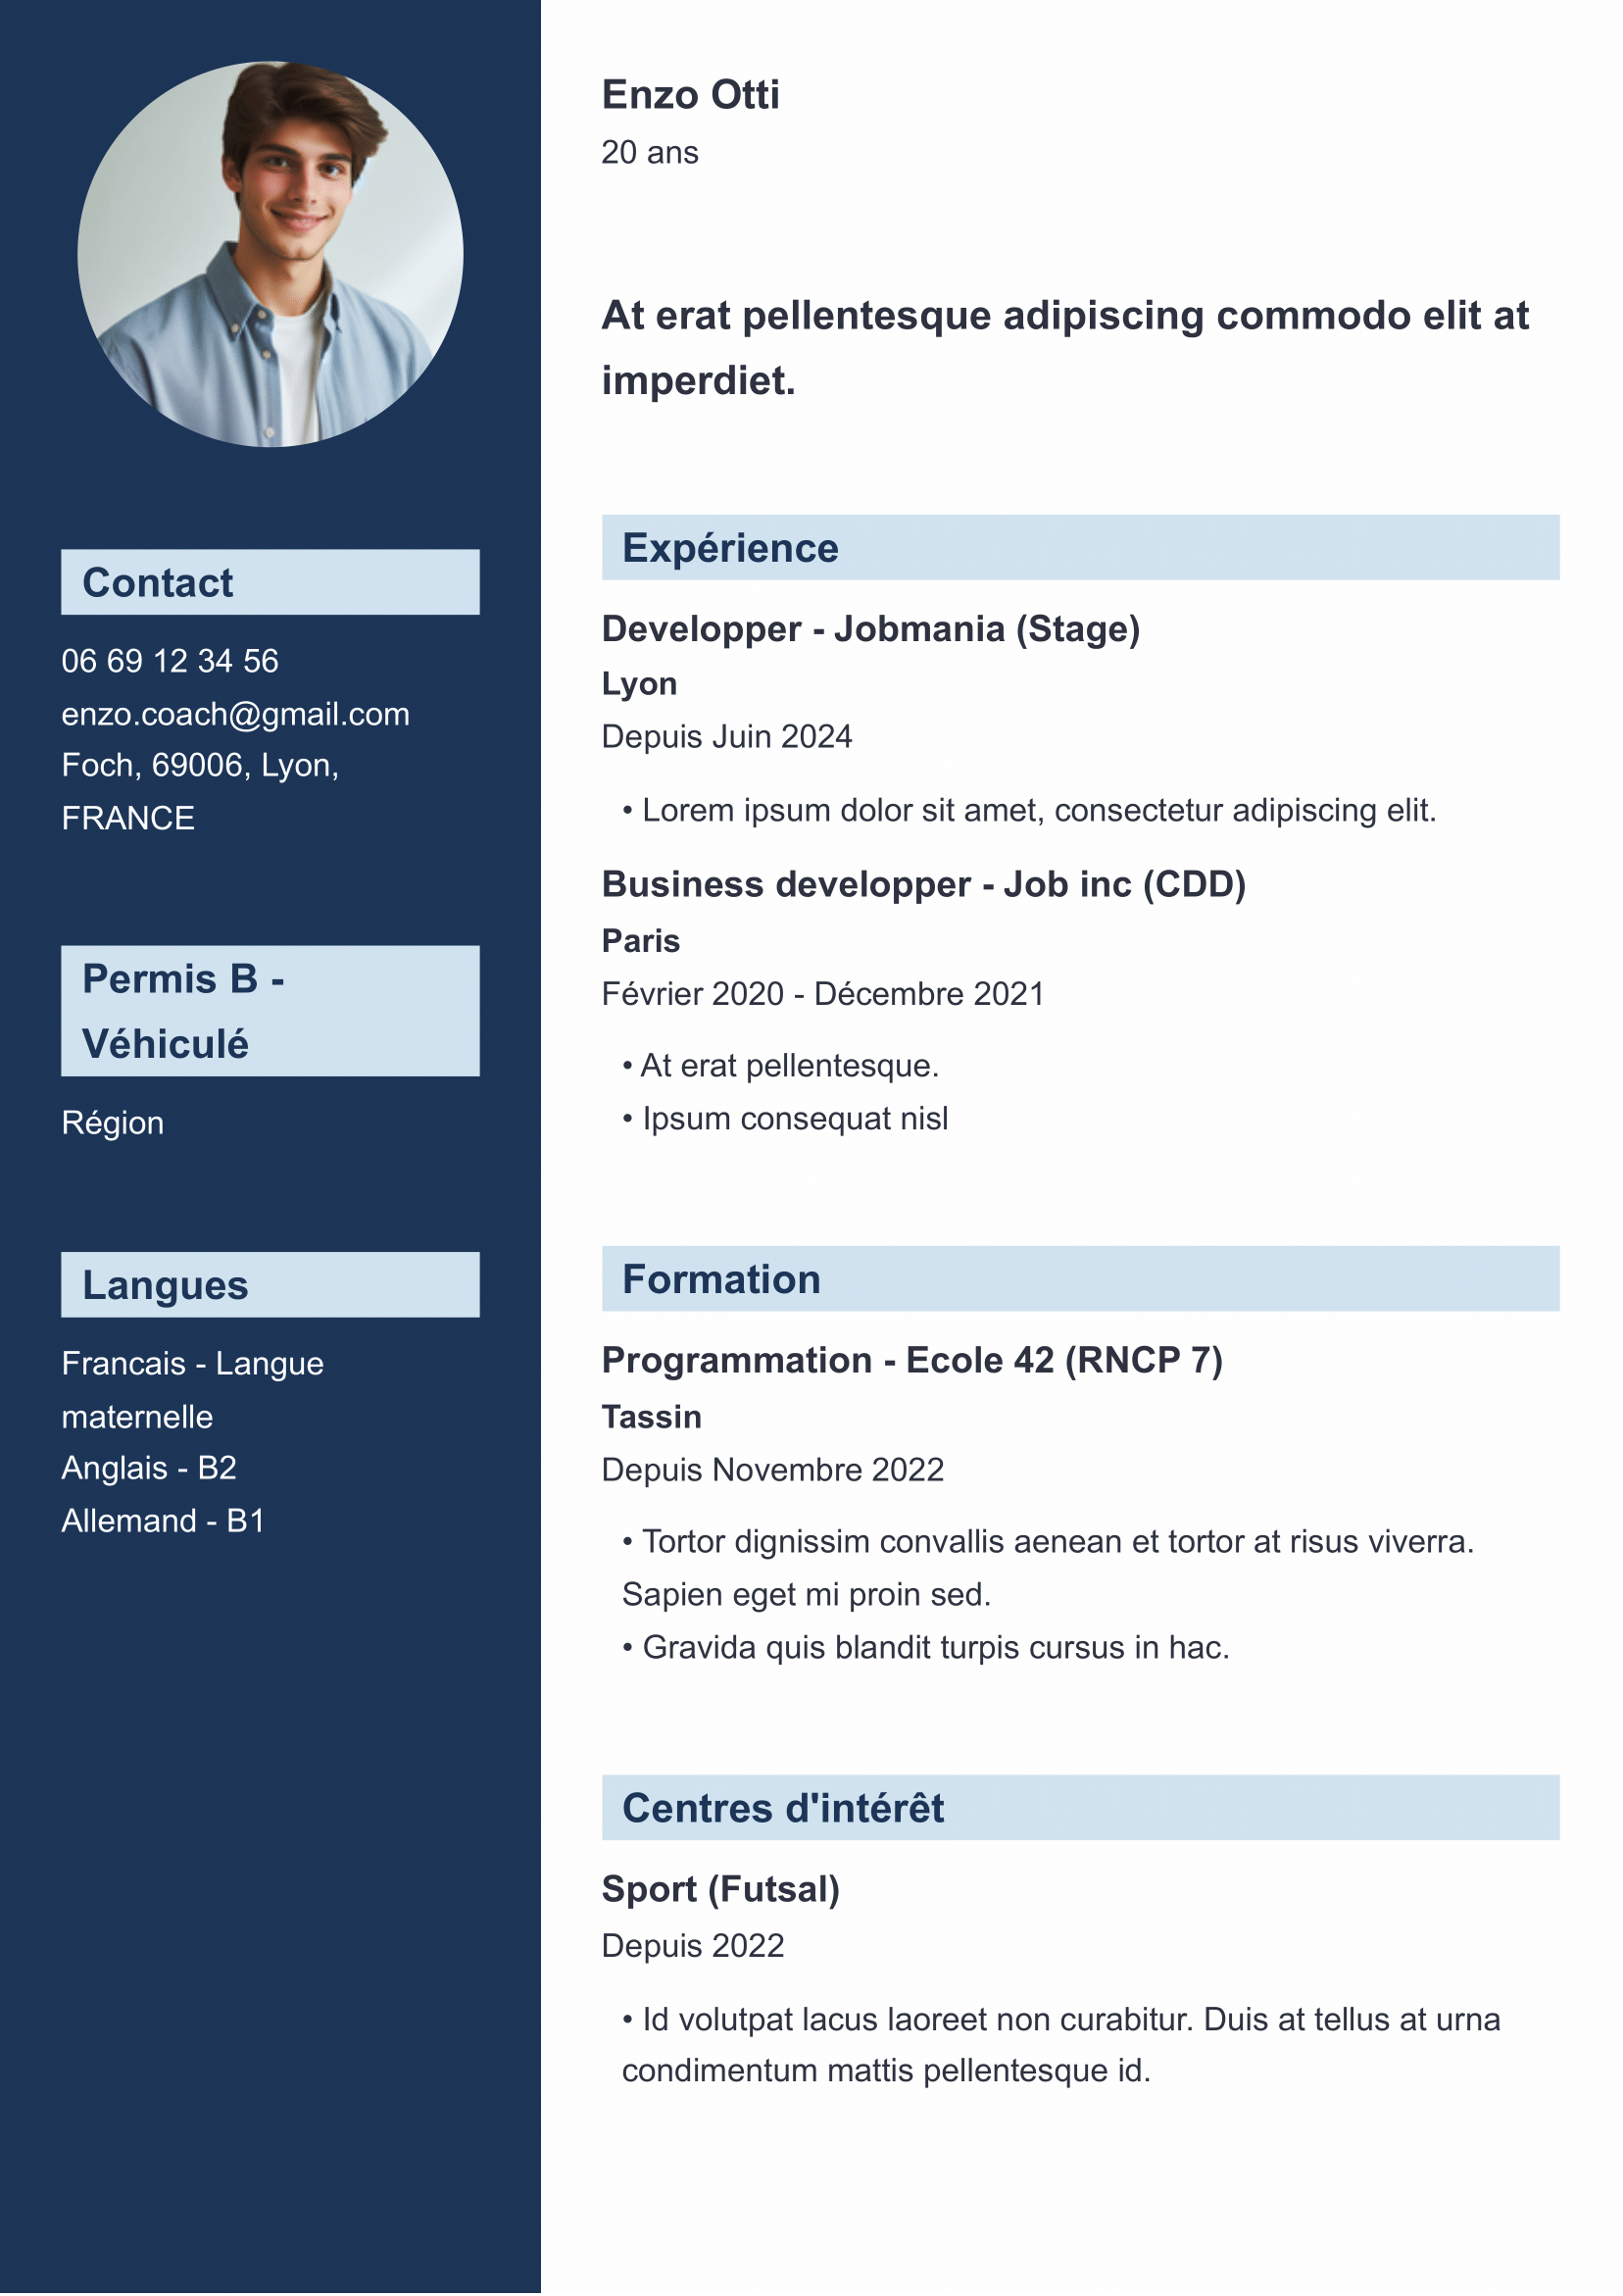 Contact
06 69 12 34 56
enzo.coach@gmail.com
Foch, 69006, Lyon,
FRANCE
Permis B -
Véhiculé
Région
Langues
Francais - Langue
maternelle
Anglais - B2
Allemand - B1
Enzo Otti
20 ans
At erat pellentesque adipiscing commodo elit at
imperdiet.
Expérience
Developper - Jobmania (Stage)
Lyon
Depuis Juin 2024
• Lorem ipsum dolor sit amet, consectetur adipiscing elit.
Business developper - Job inc (CDD)
Paris
Février 2020 - Décembre 2021
• At erat pellentesque.
• Ipsum consequat nisl
Formation
Programmation - Ecole 42 (RNCP 7)
Tassin
Depuis Novembre 2022
• Tortor dignissim convallis aenean et tortor at risus viverra.
Sapien eget mi proin sed.
• Gravida quis blandit turpis cursus in hac.
Centres d'intérêt
Sport (Futsal)
Depuis 2022
• Id volutpat lacus laoreet non curabitur. Duis at tellus at urna
condimentum mattis pellentesque id.